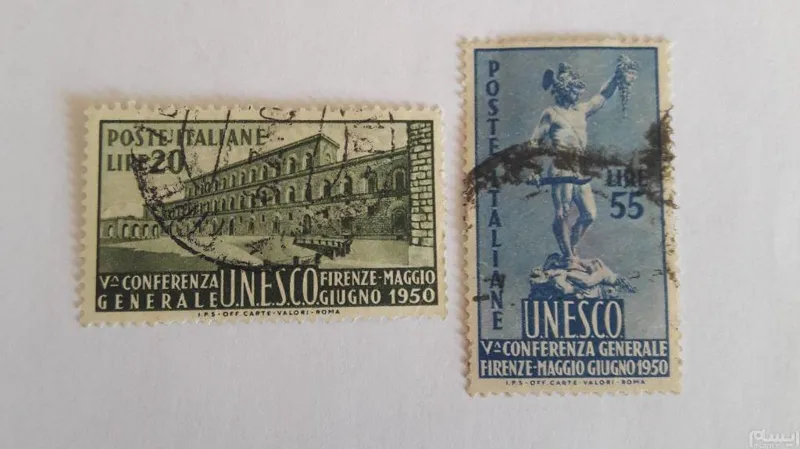 POSTE ITALIANE
LIRE 20
Vª CONFERENZA GENERALE
U.N.E.S.C.O.
FIRENZE-MAGGIO GIUGNO 1950
I.P.S-OFF. CARTE-VALORI-ROMA
POSTE ITALIANE
LIRE
55
U.N.E.S.C.O.
Vª CONFERENZA GENERALE
FIRENZE-MAGGIO GIUGNO 1950
I.P.S-OFF. CARTE-VALORI-ROMA
ایسام